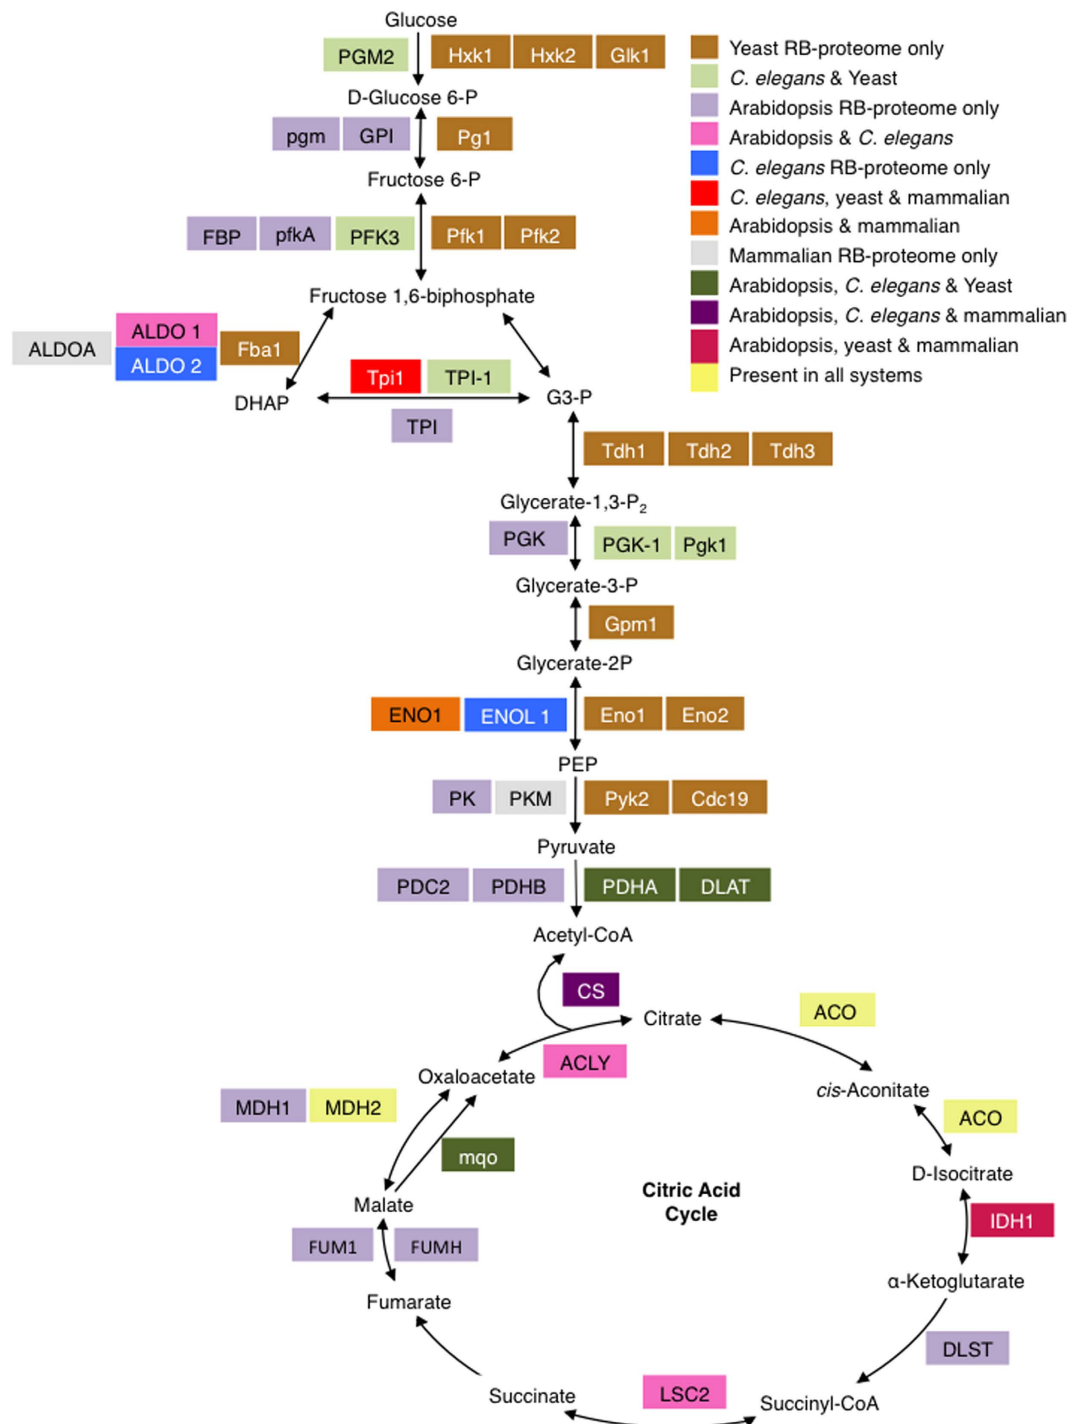 Glucose
PGM2 Hxk1 Hxk2 Glk1
D-Glucose 6-P
pgm GPI Pg1
Fructose 6-P
FBP pfkA PFK3 Pfk1 Pfk2
Fructose 1,6-biphosphate
ALDOA ALDO 1 Fba1
ALDO 2
Tpi1 TPI-1
DHAP G3-P
TPI
Tdh1 Tdh2 Tdh3
Glycerate-1,3-P2
PGK PGK-1 Pgk1
Glycerate-3-P
Gpm1
Glycerate-2P
ENO1 ENOL 1 Eno1 Eno2
PEP
PK PKM Pyk2 Cdc19
Pyruvate
PDC2 PDHB PDHA DLAT
Acetyl-CoA
CS
Citrate
ACO
ACLY
Oxaloacetate
cis-Aconitate
MDH1 MDH2
ACO
mqo
D-Isocitrate
Citric Acid
Cycle
Malate
IDH1
FUM1 FUMH
α-Ketoglutarate
Fumarate
DLST
LSC2
Succinate
Succinyl-CoA
Yeast RB-proteome only
C. elegans & Yeast
Arabidopsis RB-proteome only
Arabidopsis & C. elegans
C. elegans RB-proteome only
C. elegans, yeast & mammalian
Arabidopsis & mammalian
Mammalian RB-proteome only
Arabidopsis, C. elegans & Yeast
Arabidopsis, C. elegans & mammalian
Arabidopsis, yeast & mammalian
Present in all systems